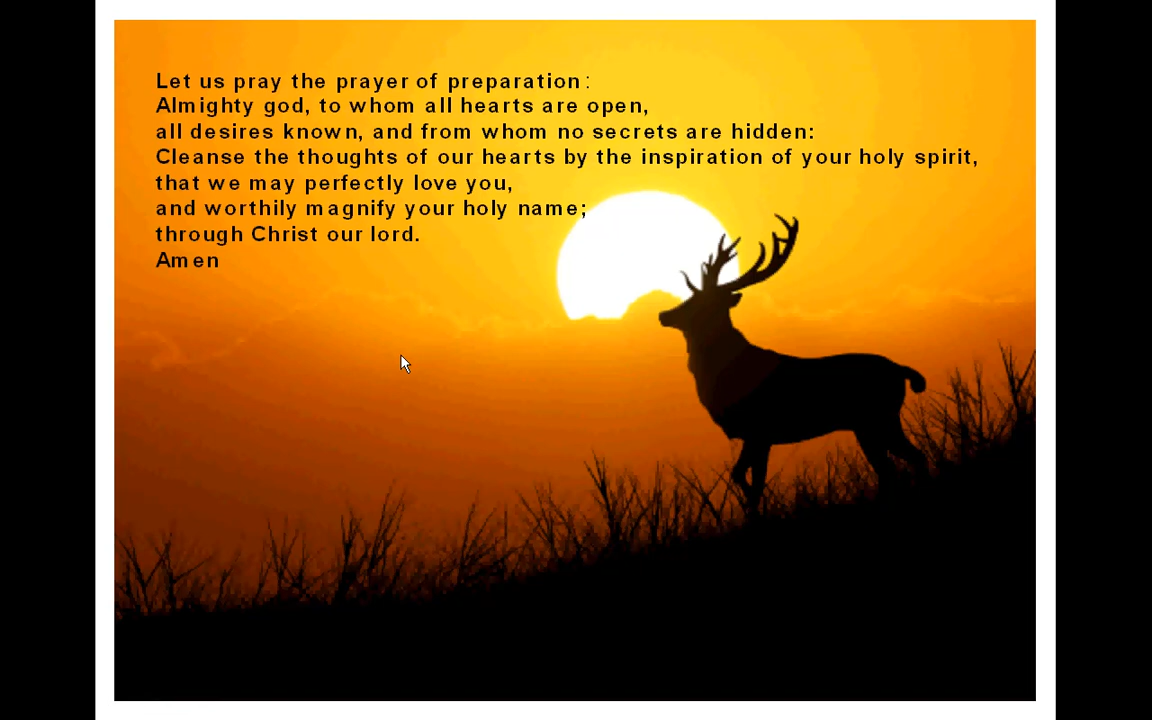 Let us pray the prayer of preparation:
Almighty god, to whom all hearts are open,
all desires known, and from whom no secrets are hidden:
Cleanse the thoughts of our hearts by the inspiration of your holy spirit,
that we may perfectly love you,
and worthily magnify your holy name;
through Christ our lord.
Amen